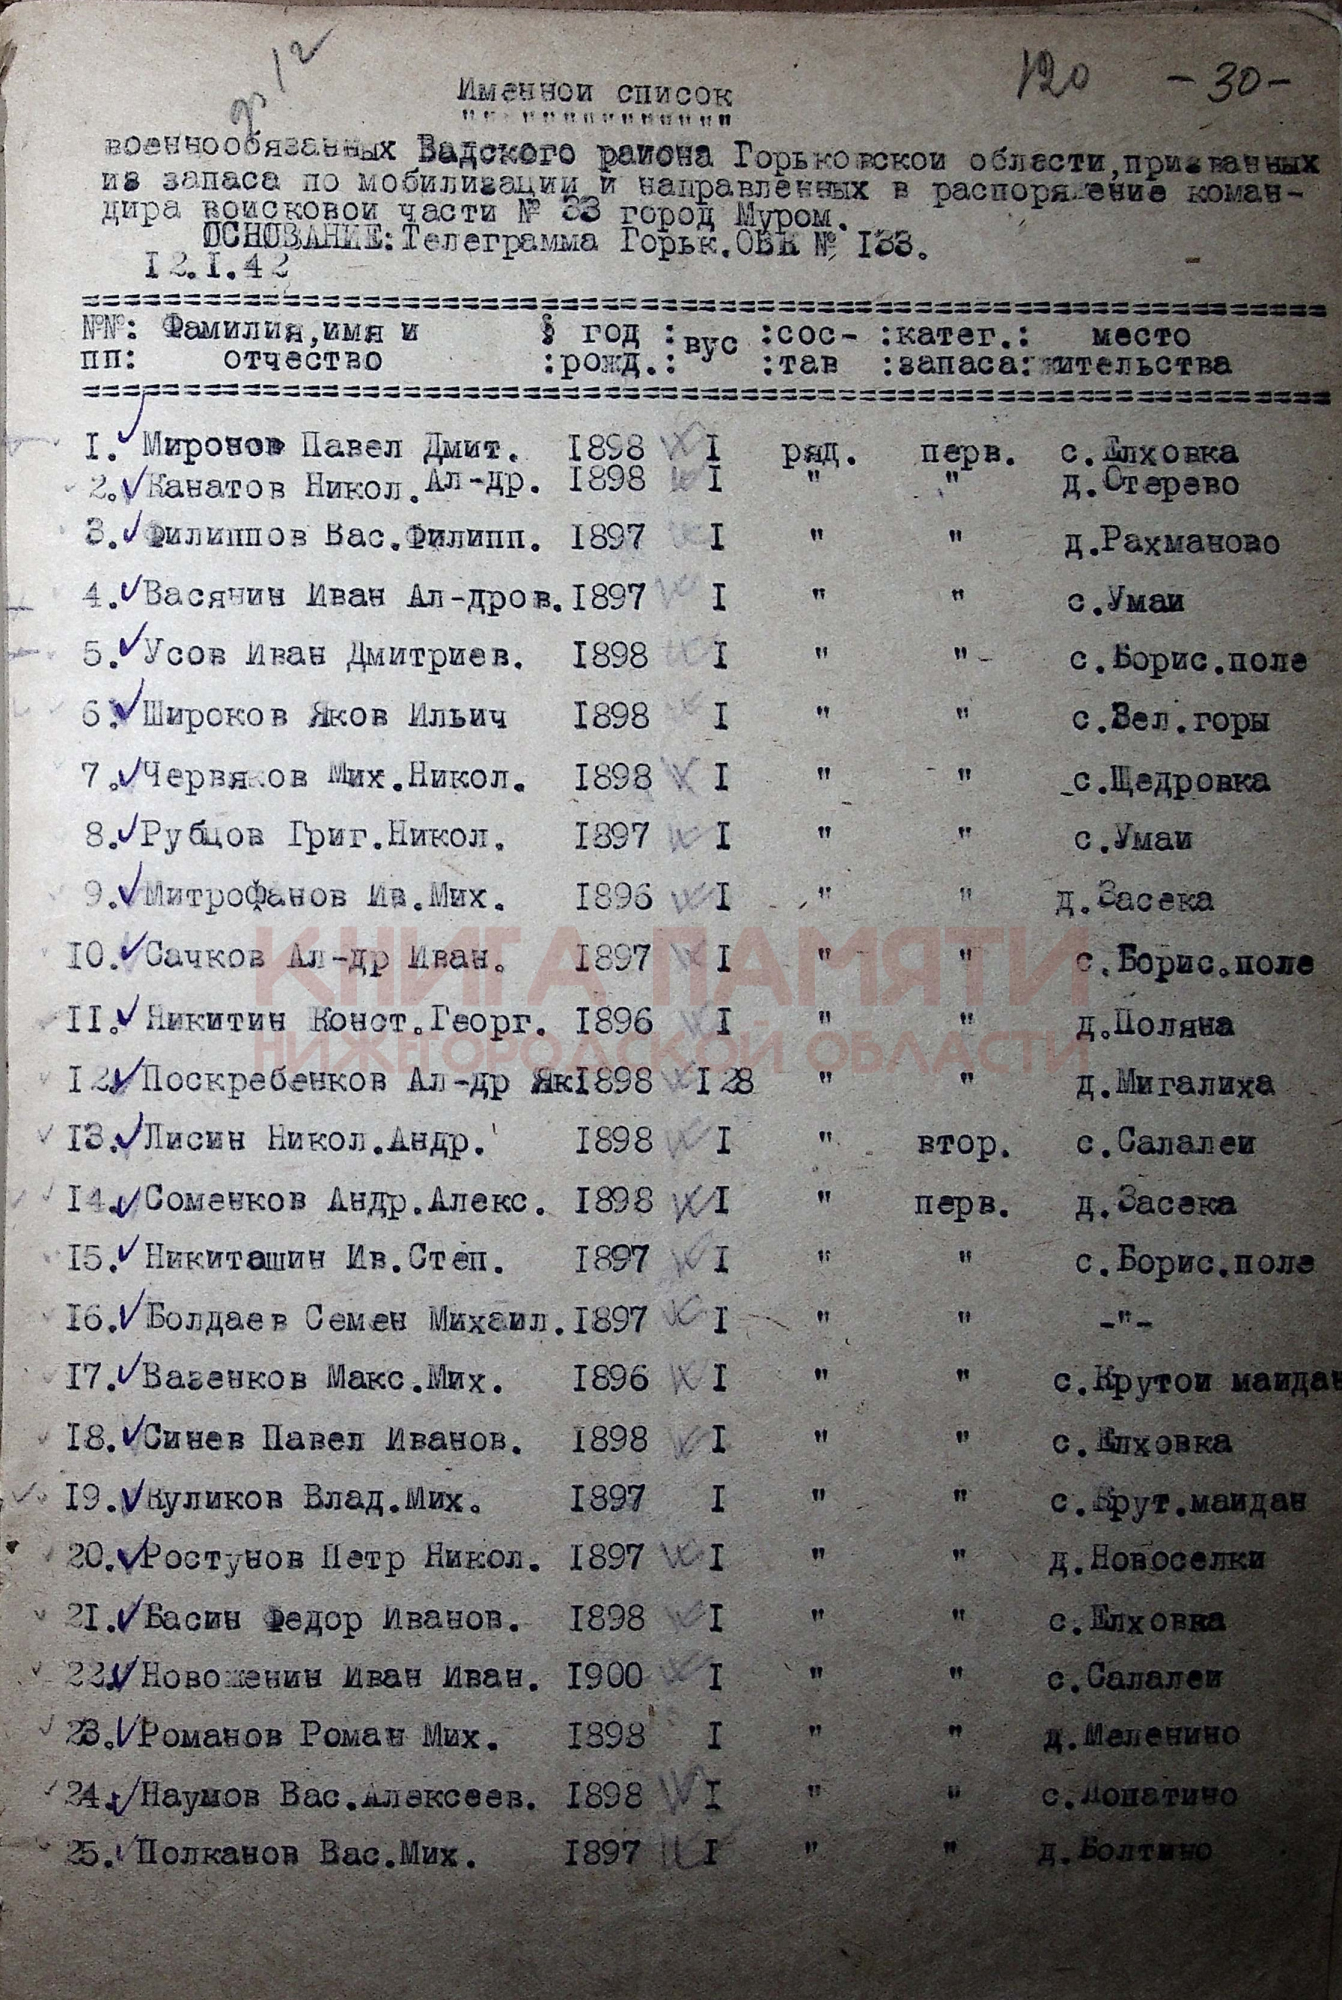 120 -30-
Именной список
военнообязанных Вадского района Горьковской области,призванных
из запаса по мобилизации и направленных в распоряжение коман-
дира войсковой части № 33 город Муром.
ОСНОВАНИЕ:Телеграмма Горьк.ОВК № 133.
12.1.42
№№: Фамилия,имя и § год : вус :сос- :катег.: место
пп: отчество :рожд.: :тав :запаса:жительства
1. Миронов Павел Дмит. 1898 I ряд. перв. с.Елховка
2. Канатов Никол.Ал-др. 1898 I " " д.Отерево
3. Филиппов Вас.Филипп. 1897 I " " д.Рахманово
4. Васянин Иван Ал-дров. 1897 I " " с.Умаи
5. Усов Иван Дмитриев. 1898 I " " с.Борис.поле
6. Широков Яков Ильич 1898 I " " с.Вел.горы
7. Червяков Мих.Никол. 1898 I " " с.Щедровка
8. Рубцов Григ.Никол. 1897 I " " с.Умаи
9. Митрофанов Ив.Мих. 1896 I " " д.Засека
10. Сачков Ал-др Иван. 1897 I " " с.Борис.поле
КНИГА ПАМЯТИ
11. Никитин Конст.Георг. 1896 I " " д.Поляна
НИЖЕГОРОДСКОЙ ОБЛАСТИ
12. Поскребенков Ал-др Як 1898 128 " " д.Мигалиха
13. Лисин Никол.Андр. 1898 I " втор. с.Салалеи
14. Соменков Андр.Алекс. 1898 I " перв. д.Засека
15. Никиташин Ив.Степ. 1897 I " " с.Борис.поле
16. Болдаев Семен Михаил. 1897 I " " -"-
17. Вазенков Макс.Мих. 1896 I " " с.Крутои маидан
18. Синев Павел Иванов. 1898 I " " с.Елховка
19. Куликов Влад.Мих. 1897 I " " с.Крут.маидан
20. Ростунов Петр Никол. 1897 I " " д.Новоселки
21. Басин Федор Иванов. 1898 I " " с.Елховка
22. Новоженин Иван Иван. 1900 I " " с.Салалеи
23. Романов Роман Мих. 1898 I " " д.Меленино
24. Наумов Вас.Алексеев. 1898 I " " с.Лопатино
25. Полканов Вас.Мих. 1897 I " " д.Болтино